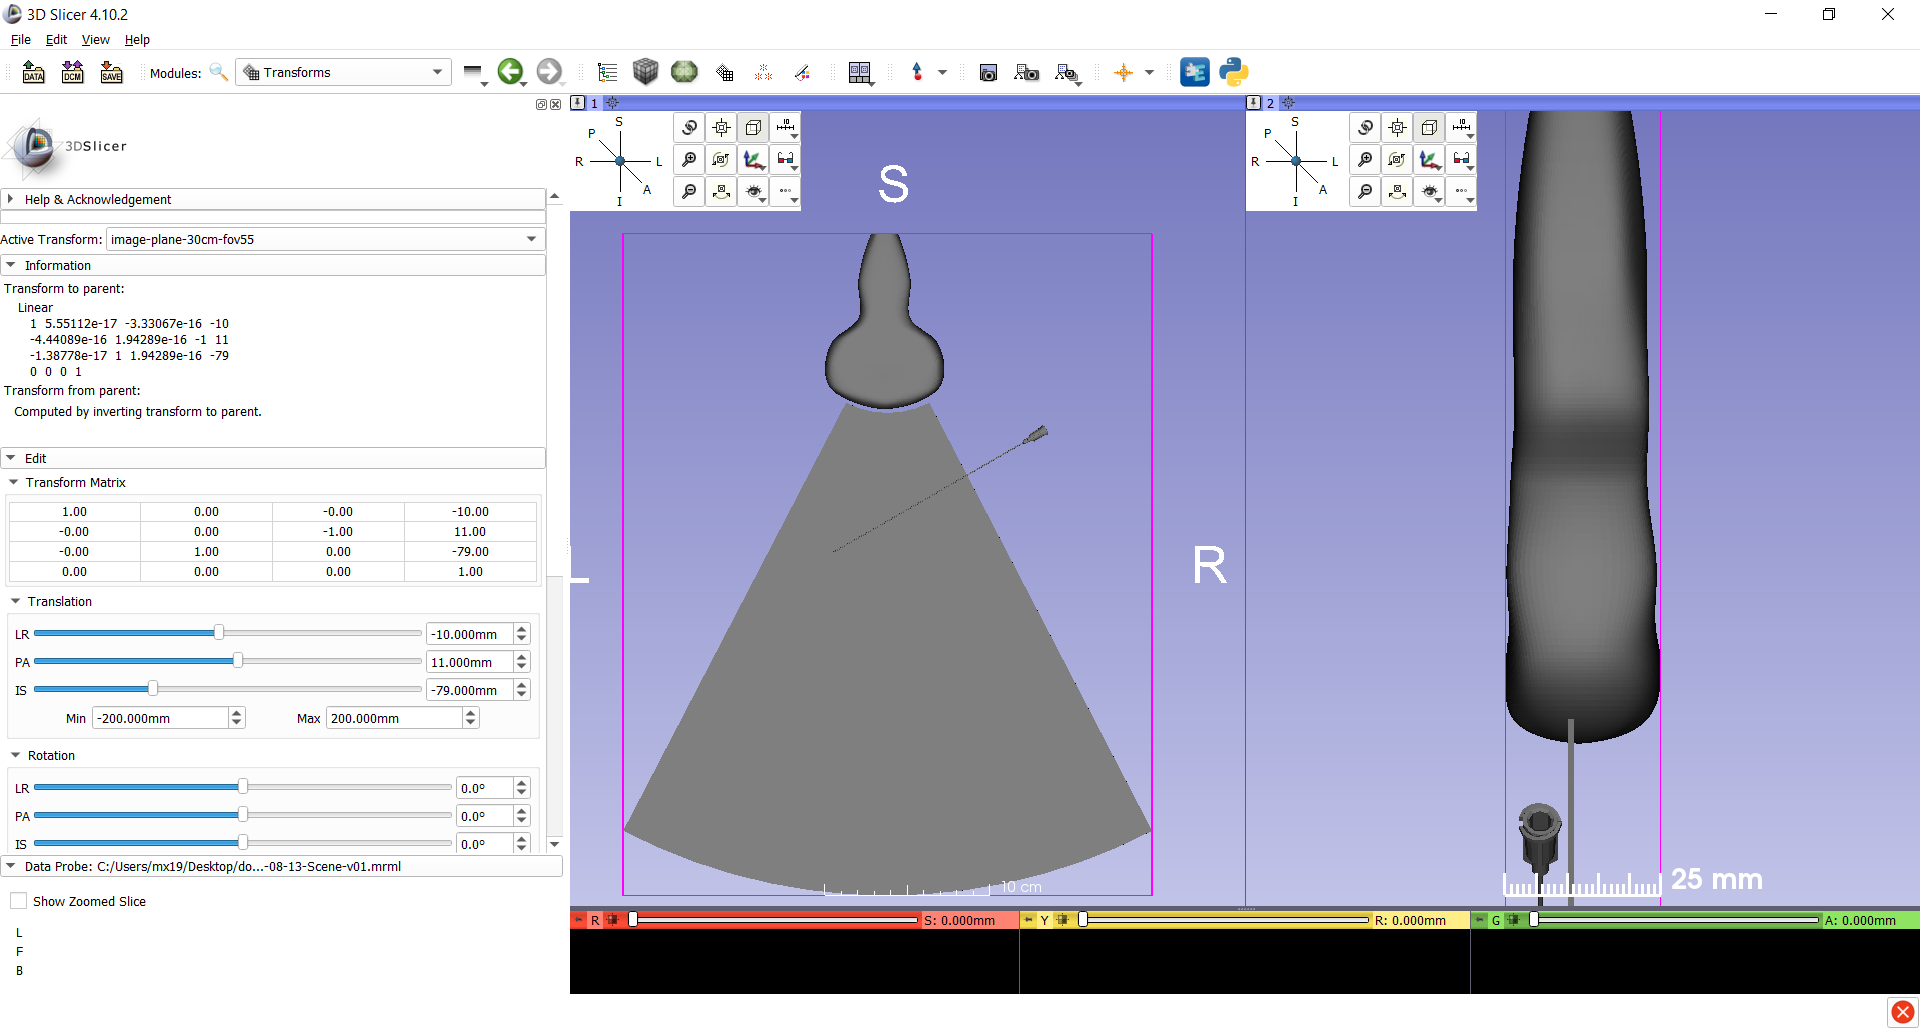 3D Slicer 4.10.2
File Edit View Help
DATA DCM SAVE Modules: Transforms
1 2
3DSlicer
S P R L A I
S P R L A I
S
Help & Acknowledgement
Active Transform: image-plane-30cm-fov55
Information
Transform to parent:
Linear
1 5.55112e-17 -3.33067e-16 -10
-4.44089e-16 1.94289e-16 -1 11
-1.38778e-17 1 1.94289e-16 -79
0 0 0 1
Transform from parent:
Computed by inverting transform to parent.
Edit
Transform Matrix
1.00 0.00 -0.00 -10.00
-0.00 0.00 -1.00 11.00
-0.00 1.00 0.00 -79.00
0.00 0.00 0.00 1.00
R
Translation
LR -10.000mm
PA 11.000mm
IS -79.000mm
Min -200.000mm Max 200.000mm
Rotation
LR 0.0°
PA 0.0°
IS 0.0°
10 cm
25 mm
Data Probe: C:/Users/mx19/Desktop/do...-08-13-Scene-v01.mrml
Show Zoomed Slice
L
F
B
R S: 0.000mm Y R: 0.000mm G A: 0.000mm